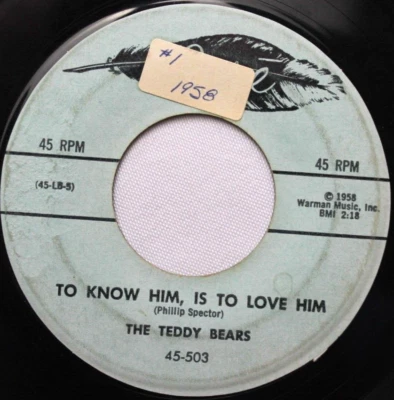 #1
1958
45 RPM
45 RPM
(45-LB-5)
© 1958
Warman Music, Inc.
BMI 2:18
TO KNOW HIM, IS TO LOVE HIM
(Phillip Spector)
THE TEDDY BEARS
45-503